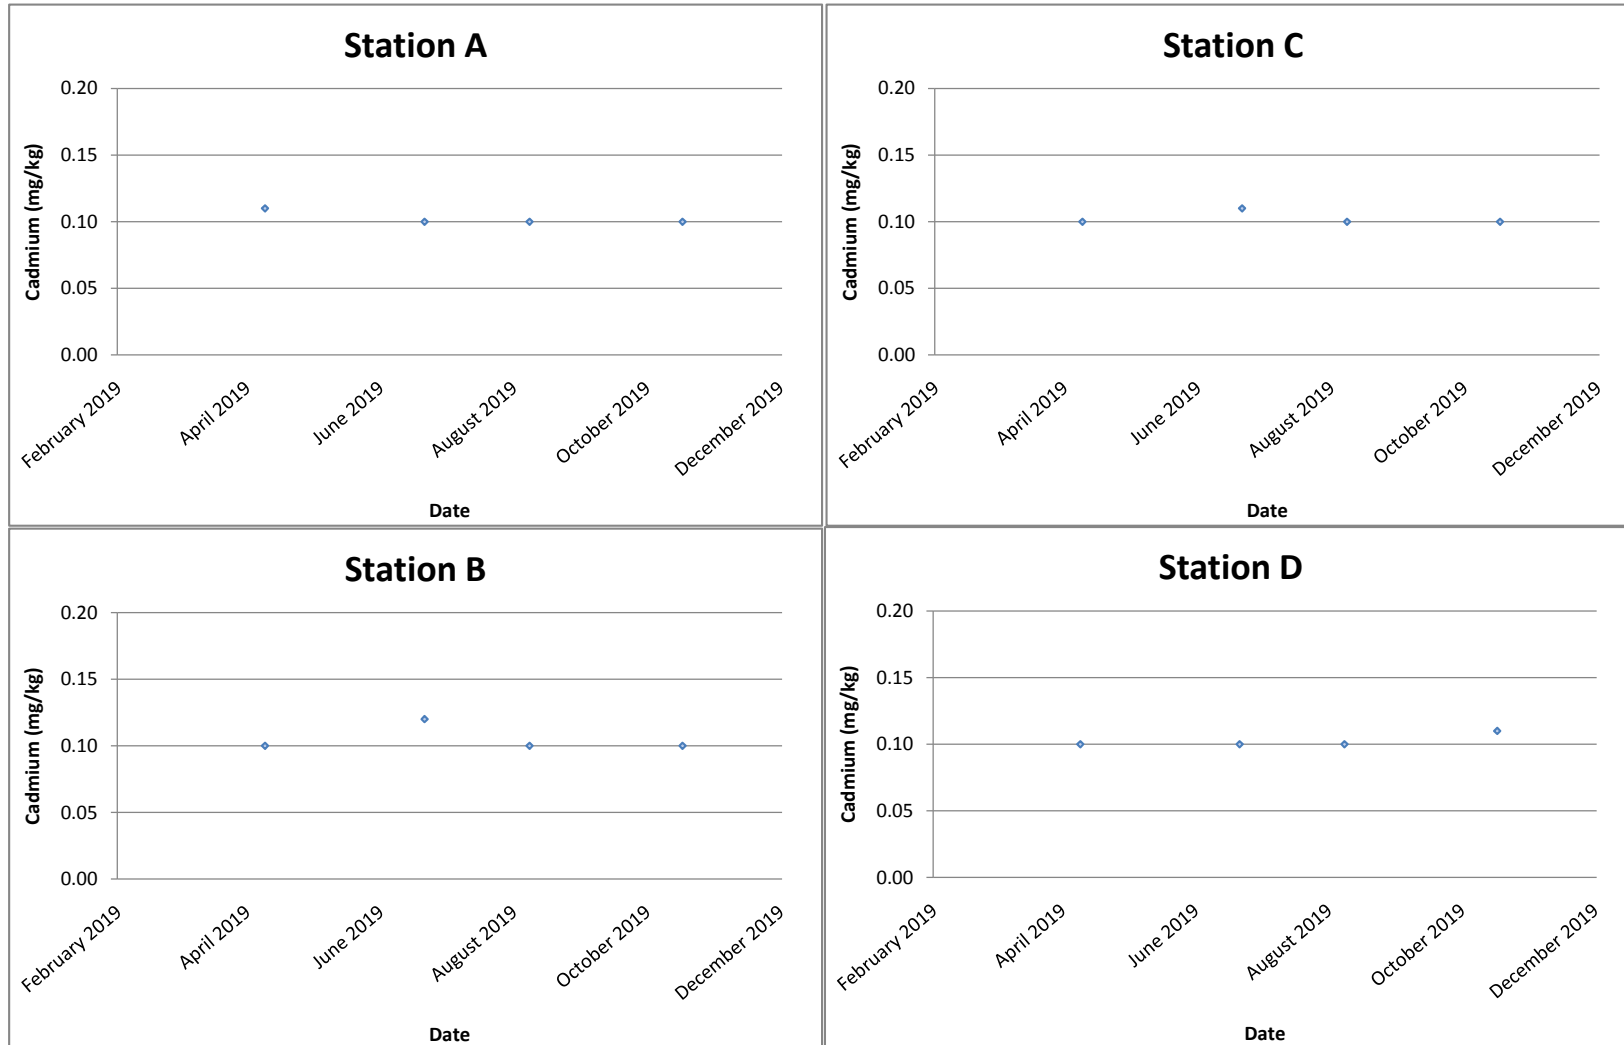 Station A
Cadmium (mg/kg)
0.20
0.15
0.10
0.05
0.00
February 2019
April 2019
June 2019
August 2019
October 2019
December 2019
Date
Station C
Cadmium (mg/kg)
0.20
0.15
0.10
0.05
0.00
February 2019
April 2019
June 2019
August 2019
October 2019
December 2019
Date
Station B
Cadmium (mg/kg)
0.20
0.15
0.10
0.05
0.00
February 2019
April 2019
June 2019
August 2019
October 2019
December 2019
Date
Station D
Cadmium (mg/kg)
0.20
0.15
0.10
0.05
0.00
February 2019
April 2019
June 2019
August 2019
October 2019
December 2019
Date